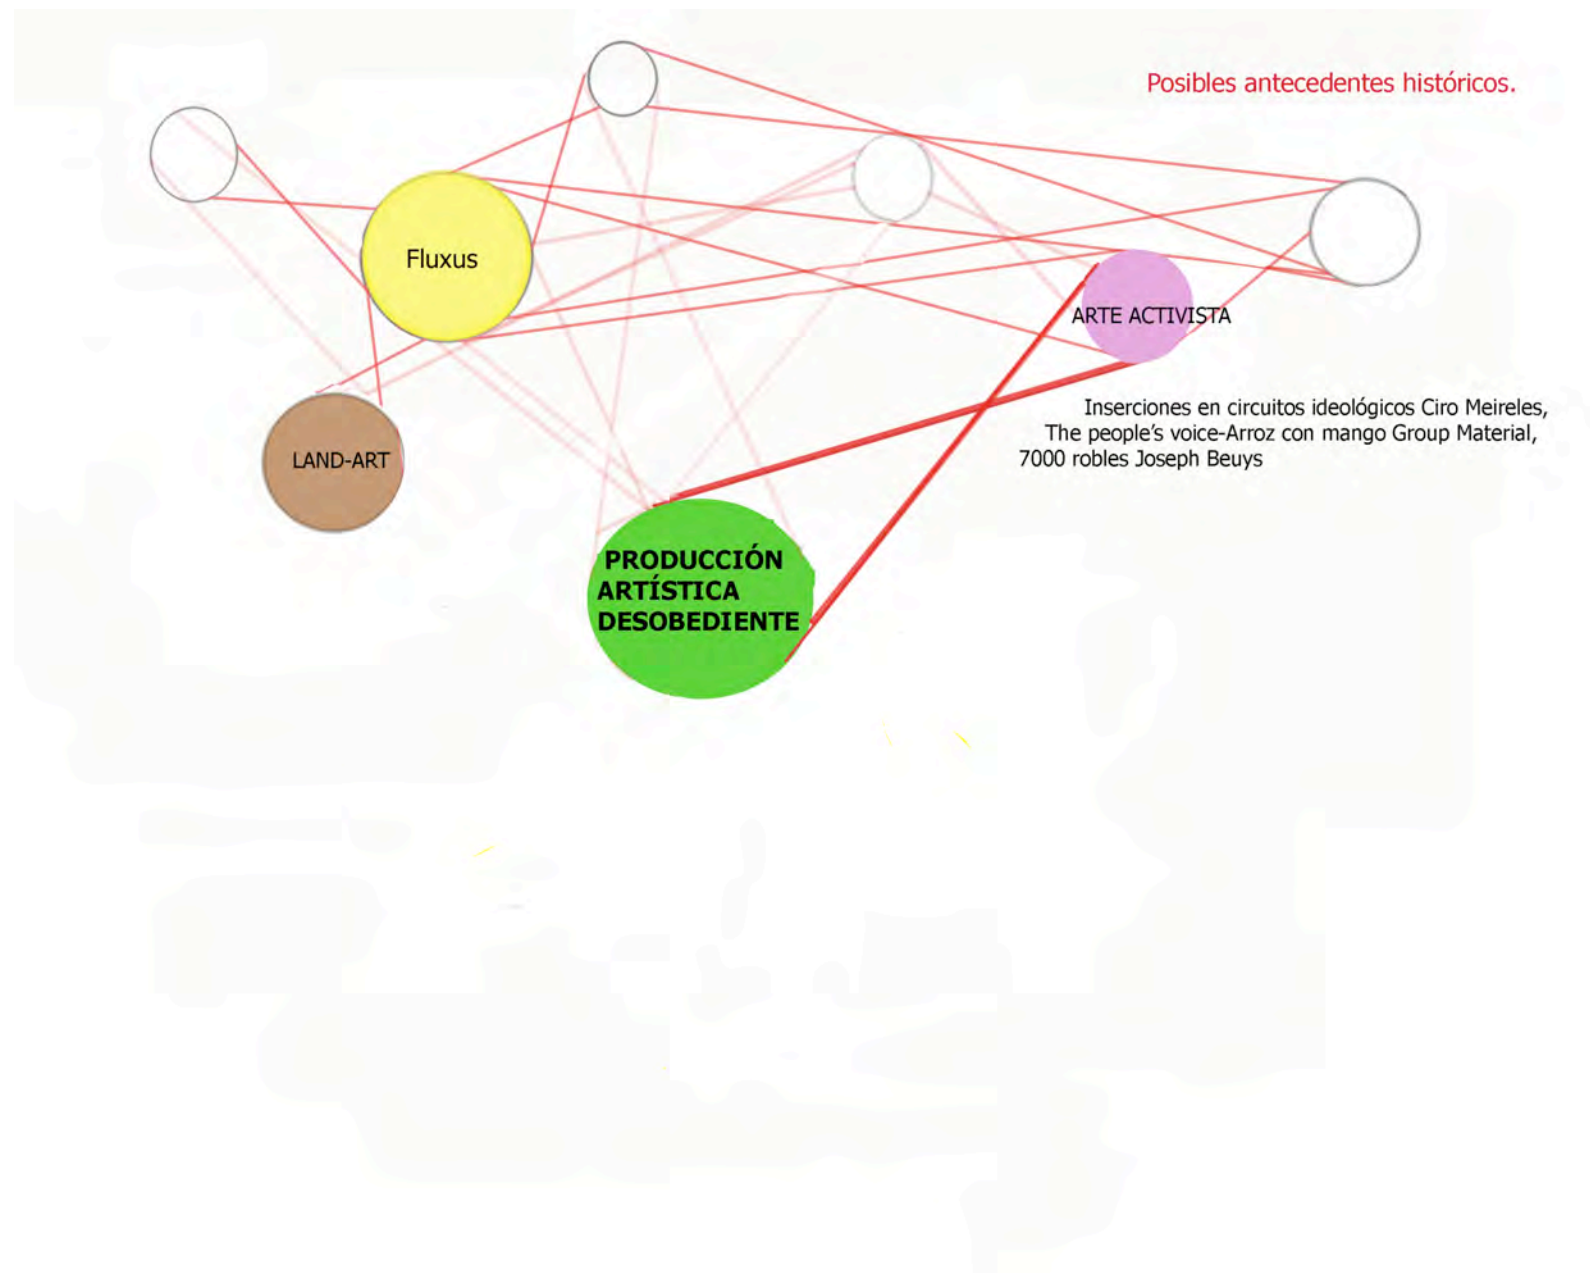 Posibles antecedentes históricos.
Fluxus
ARTE ACTIVISTA
Inserciones en circuitos ideológicos Ciro Meireles,
The people's voice-Arroz con mango Group Material,
7000 robles Joseph Beuys
LAND-ART
PRODUCCIÓN
ARTÍSTICA
DESOBEDIENTE